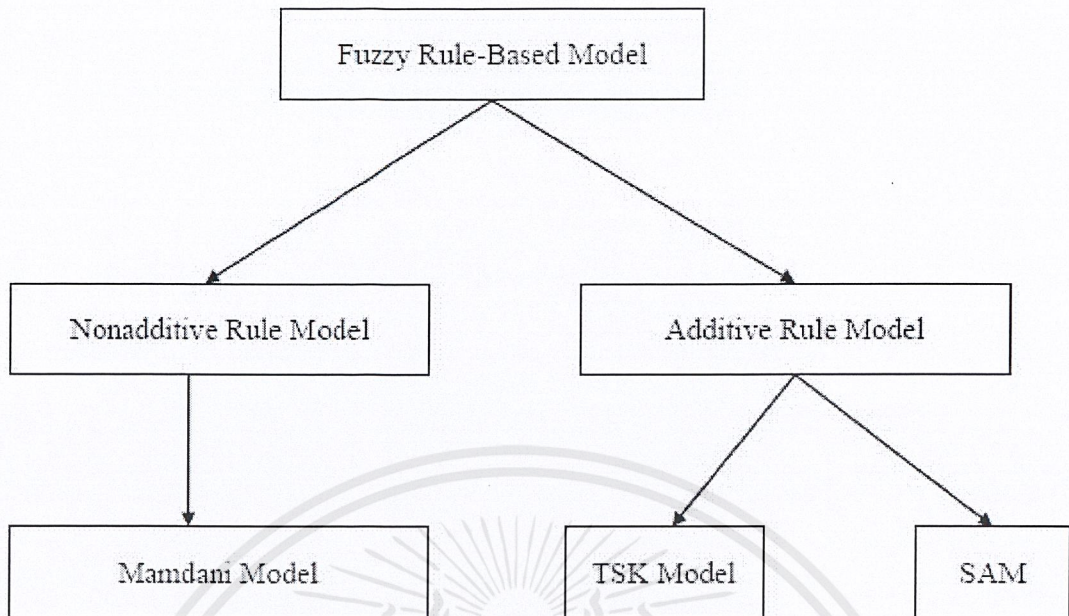 Fuzzy Rule-Based Model
Nonadditive Rule Model
Additive Rule Model
Mamdani Model
TSK Model
SAM